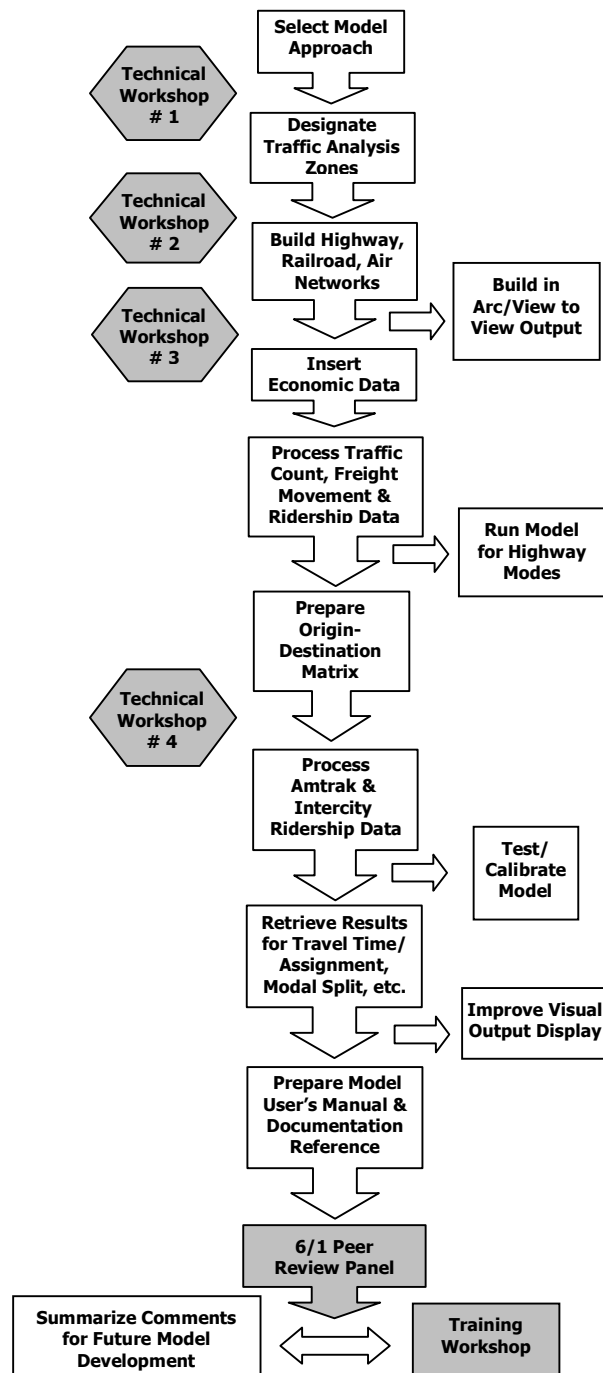 Select Model
Approach
Technical
Workshop
# 1
Designate
Traffic Analysis
Zones
Technical
Workshop
# 2
Build Highway,
Railroad, Air
Networks
Build in
Arc/View to
View Output
Technical
Workshop
# 3
Insert
Economic Data
Process Traffic
Count, Freight
Movement &
Ridership Data
Run Model
for Highway
Modes
Prepare
Origin-
Destination
Matrix
Technical
Workshop
# 4
Process
Amtrak &
Intercity
Ridership Data
Test/
Calibrate
Model
Retrieve Results
for Travel Time/
Assignment,
Modal Split, etc.
Improve Visual
Output Display
Prepare Model
User’s Manual &
Documentation
Reference
6/1 Peer
Review Panel
Summarize Comments
for Future Model
Development
Training
Workshop